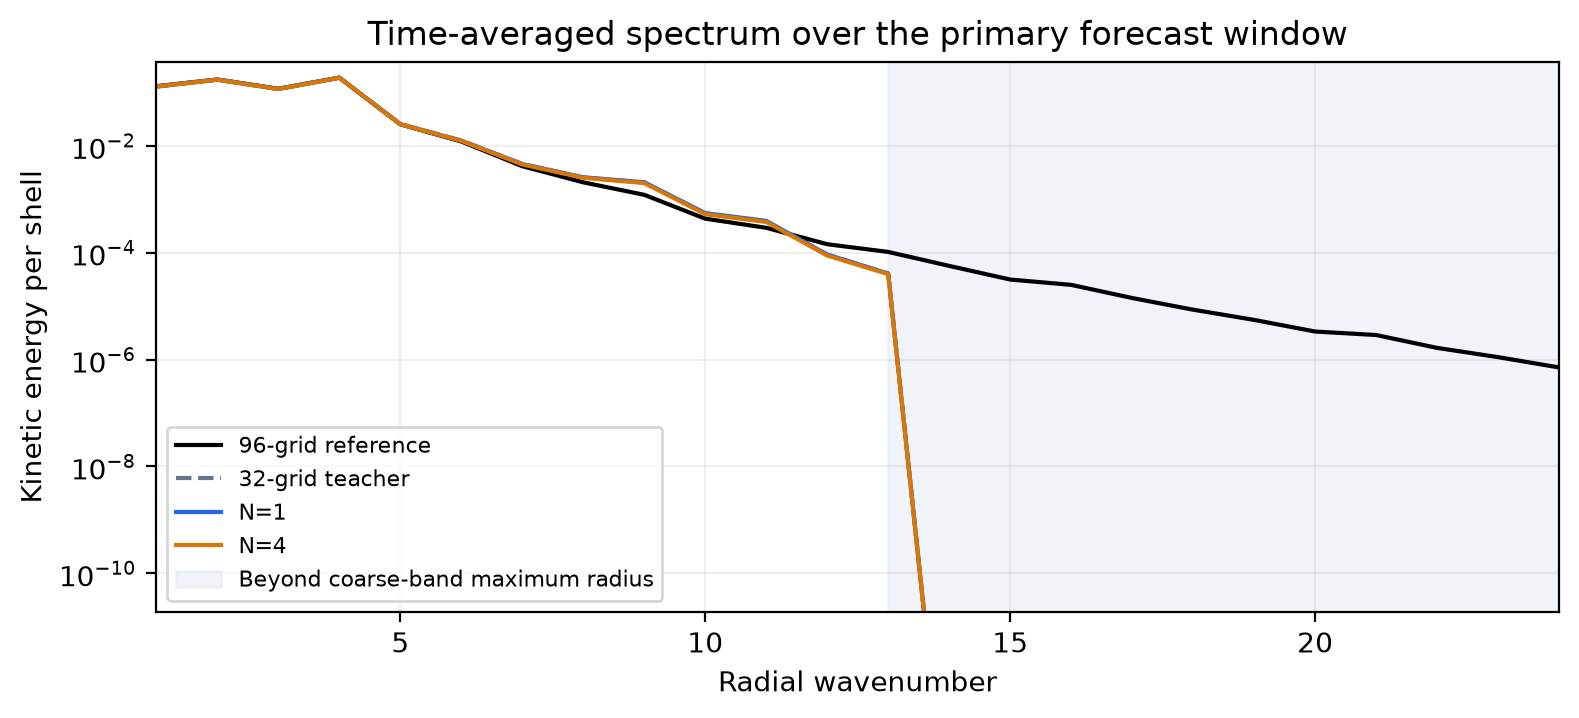 Time-averaged spectrum over the primary forecast window
Kinetic energy per shell
10⁻²
10⁻⁴
10⁻⁶
10⁻⁸
10⁻¹⁰
96-grid reference
32-grid teacher
N=1
N=4
Beyond coarse-band maximum radius
5 10 15 20
Radial wavenumber